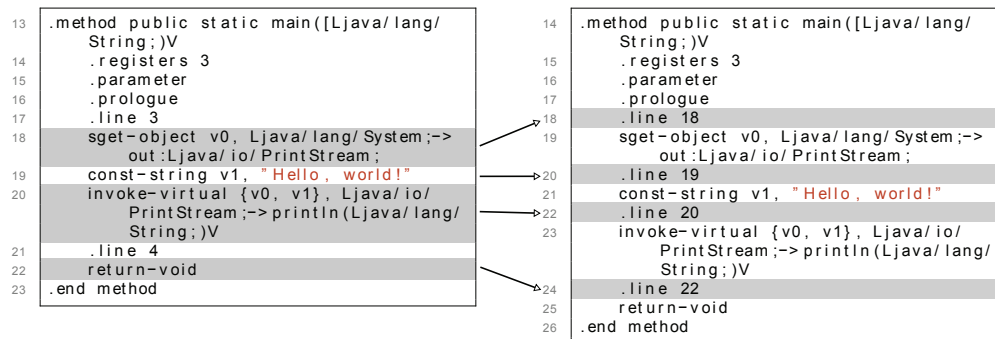 13 .method public static main([Ljava/lang/
String;)V
14 .registers 3
15 .parameter
16 .prologue
17 .line 3
18 sget−object v0, Ljava/lang/System;−>
out:Ljava/io/PrintStream;
19 const−string v1, "Hello, world!"
20 invoke−virtual {v0, v1}, Ljava/io/
PrintStream;−>println(Ljava/lang/
String;)V
21 .line 4
22 return−void
23 .end method
14 .method public static main([Ljava/lang/
String;)V
15 .registers 3
16 .parameter
17 .prologue
18 .line 18
19 sget−object v0, Ljava/lang/System;−>
out:Ljava/io/PrintStream;
20 .line 19
21 const−string v1, "Hello, world!"
22 .line 20
23 invoke−virtual {v0, v1}, Ljava/io/
PrintStream;−>println(Ljava/lang/
String;)V
24 .line 22
25 return−void
26 .end method